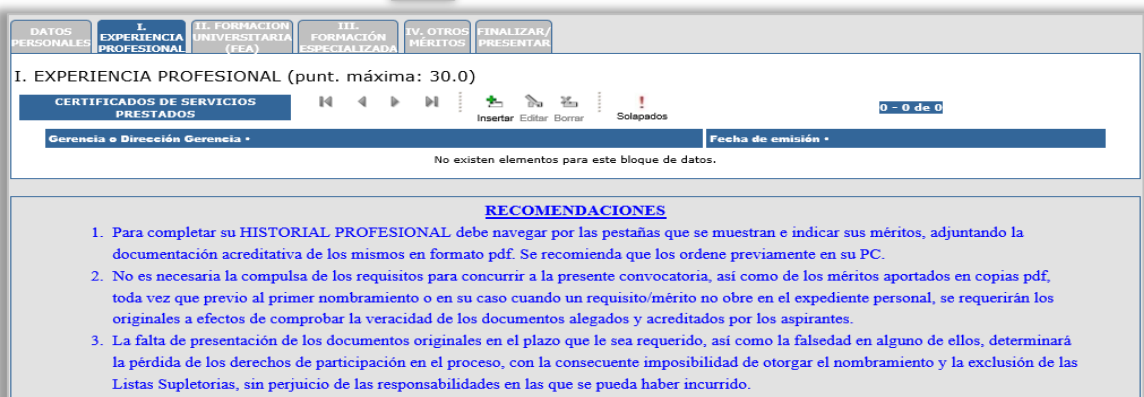 DATOS
PERSONALES
I.
EXPERIENCIA
PROFESIONAL
II. FORMACION
UNIVERSITARIA
(FEA)
III.
FORMACIÓN
ESPECIALIZADA
IV. OTROS
MÉRITOS
FINALIZAR/
PRESENTAR
I. EXPERIENCIA PROFESIONAL (punt. máxima: 30.0)
CERTIFICADOS DE SERVICIOS
PRESTADOS
Insertar Editar Borrar
Solapados
0 - 0 de 0
Gerencia o Dirección Gerencia •
Fecha de emisión •
No existen elementos para este bloque de datos.
RECOMENDACIONES
1. Para completar su HISTORIAL PROFESIONAL debe navegar por las pestañas que se muestran e indicar sus méritos, adjuntando la
documentación acreditativa de los mismos en formato pdf. Se recomienda que los ordene previamente en su PC.
2. No es necesaria la compulsa de los requisitos para concurrir a la presente convocatoria, así como de los méritos aportados en copias pdf,
toda vez que previo al primer nombramiento o en su caso cuando un requisito/mérito no obre en el expediente personal, se requerirán los
originales a efectos de comprobar la veracidad de los documentos alegados y acreditados por los aspirantes.
3. La falta de presentación de los documentos originales en el plazo que le sea requerido, así como la falsedad en alguno de ellos, determinará
la pérdida de los derechos de participación en el proceso, con la consecuente imposibilidad de otorgar el nombramiento y la exclusión de las
Listas Supletorias, sin perjuicio de las responsabilidades en las que se pueda haber incurrido.